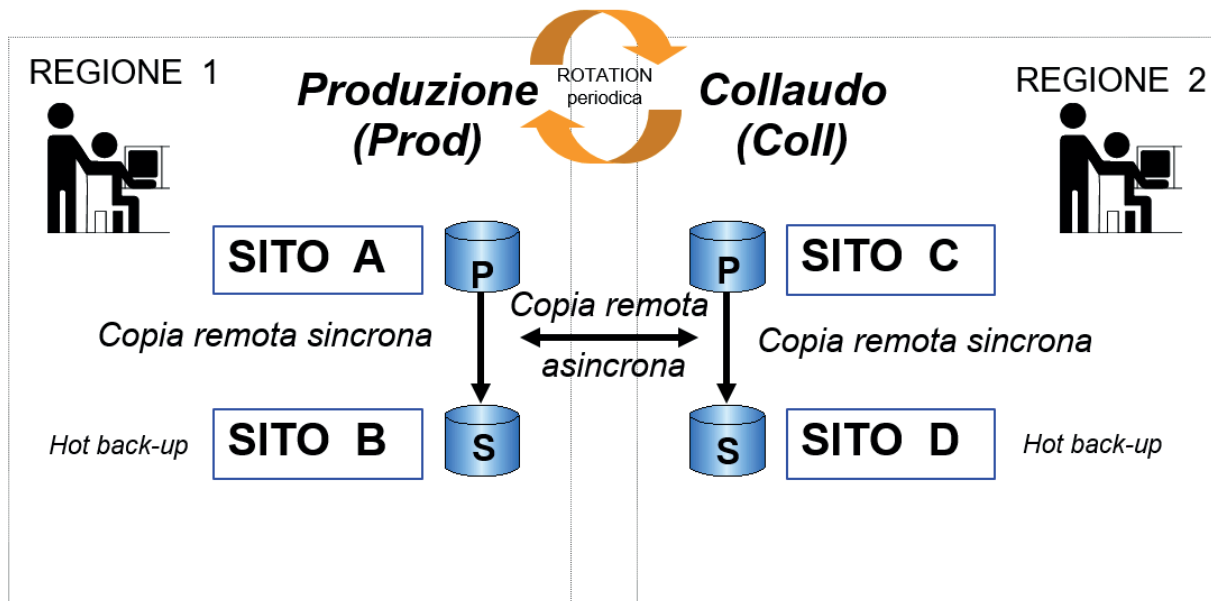 REGIONE 1
Produzione
(Prod)
ROTATION
periodica
Collaudo
(Coll)
REGIONE 2
SITO A
P
P
SITO C
Copia remota sincrona
Copia remota
asincrona
Copia remota sincrona
Hot back-up
SITO B
S
S
SITO D
Hot back-up